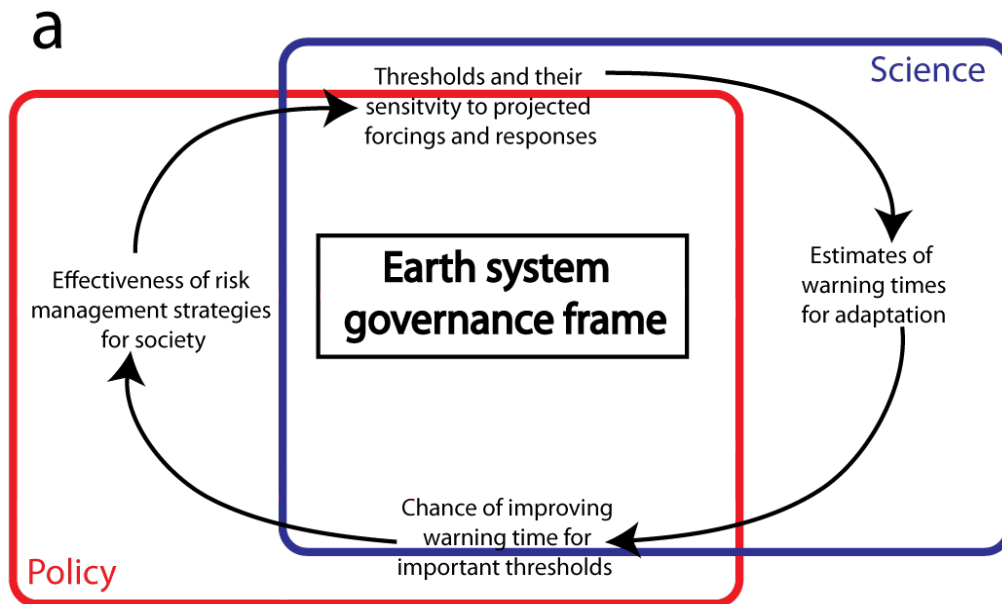 a
Science
Thresholds and their
sensitvity to projected
forcings and responses
Estimates of
warning times
for adaptation
Earth system
governance frame
Effectiveness of risk
management strategies
for society
Chance of improving
warning time for
important thresholds
Policy